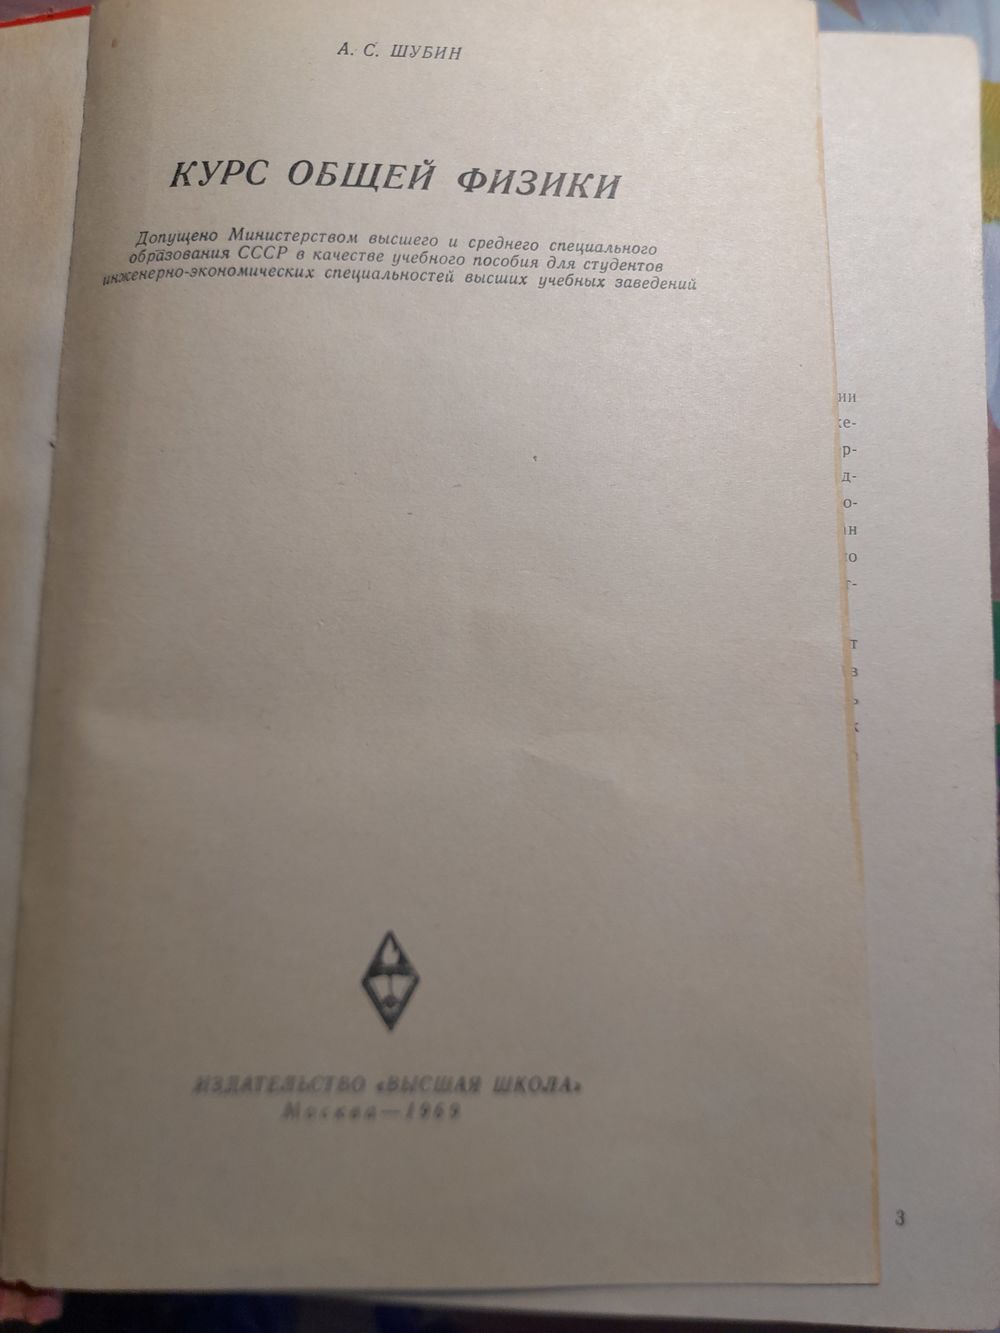 А. С. ШУБИН
КУРС ОБЩЕЙ ФИЗИКИ
Допущено Министерством высшего и среднего специального
образования СССР в качестве учебного пособия для студентов
инженерно-экономических специальностей высших учебных заведений
ИЗДАТЕЛЬСТВО «ВЫСШАЯ ШКОЛА»
Москва—1969
3